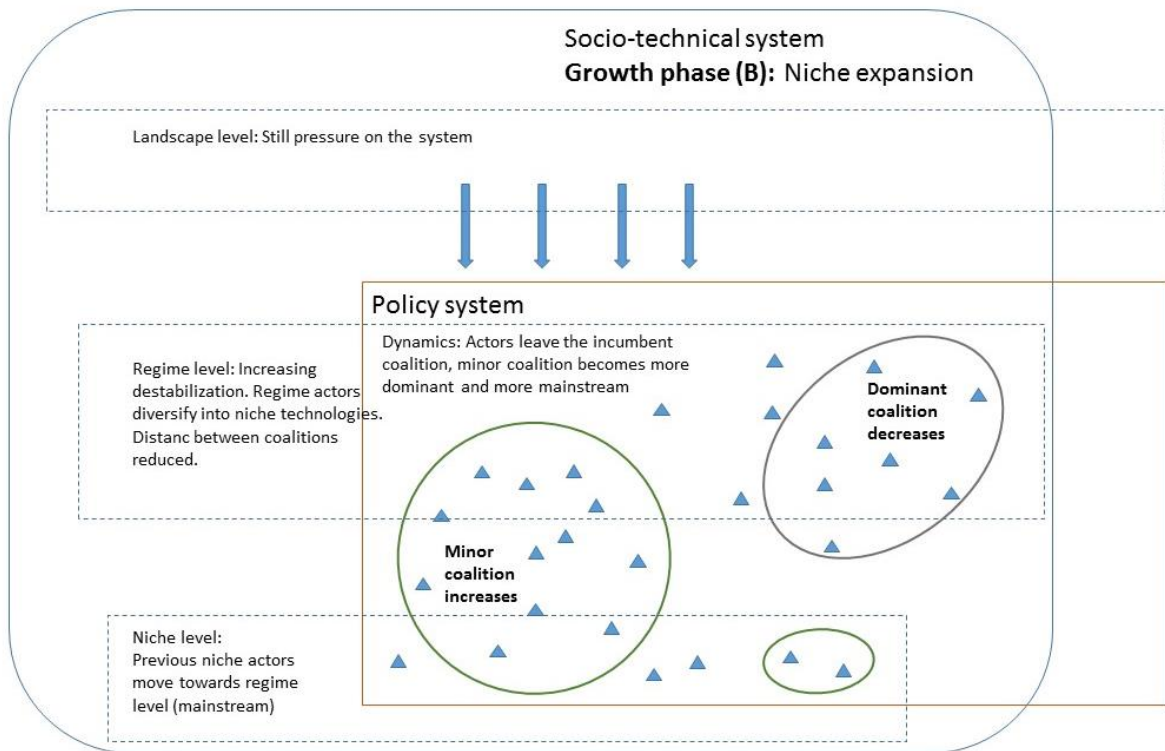 Socio-technical system
Growth phase (B): Niche expansion
Landscape level: Still pressure on the system
Policy system
Dynamics: Actors leave the incumbent
coalition, minor coalition becomes more
dominant and more mainstream
Regime level: Increasing
destabilization. Regime actors
diversify into niche technologies.
Distanc between coalitions
reduced.
Dominant
coalition
decreases
Minor
coalition
increases
Niche level:
Previous niche actors
move towards regime
level (mainstream)